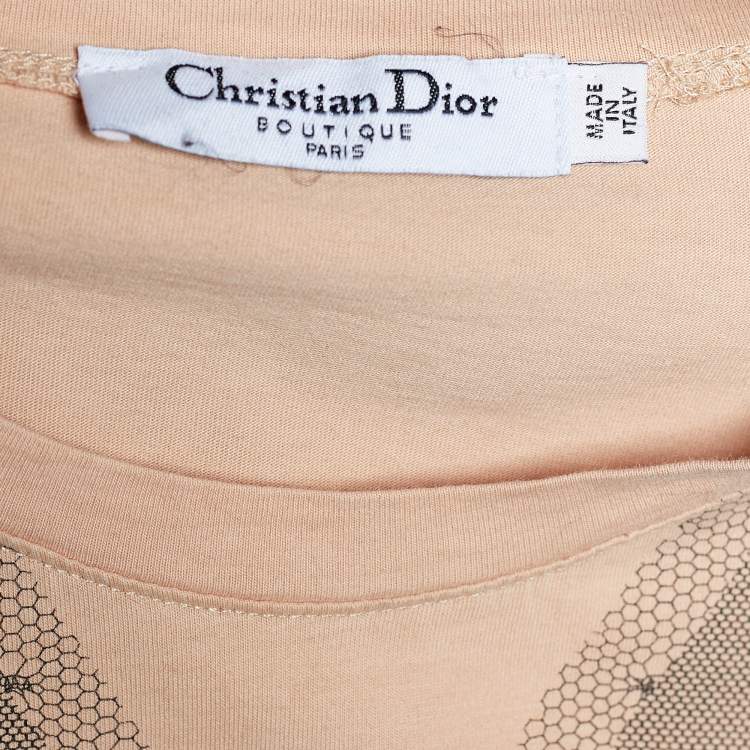 Christian Dior
BOUTIQUE
PARIS
MADE
IN
ITALY